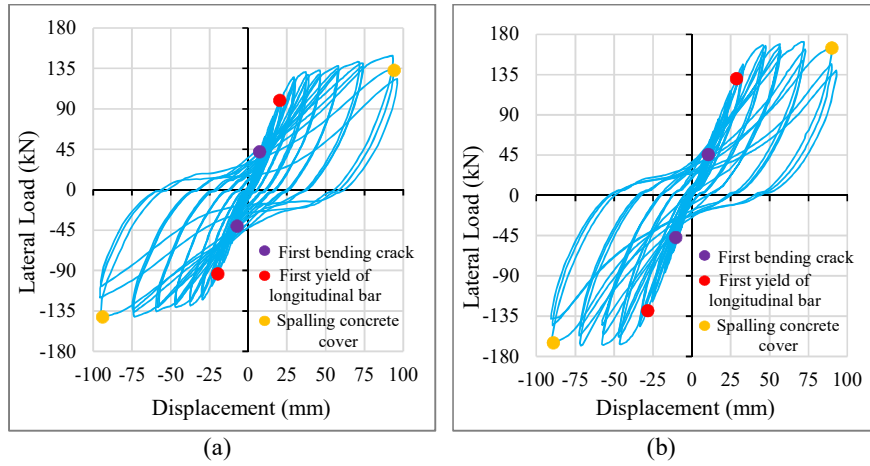 180
135
90
45
0
-45
-90
-135
-180
-100 -75 -50 -25 0 25 50 75 100
Lateral Load (kN)
Displacement (mm)
First bending crack
First yield of
longitudinal bar
Spalling concrete
cover
(a)
180
135
90
45
0
-45
-90
-135
-180
-100 -75 -50 -25 0 25 50 75 100
Lateral Load (kN)
Displacement (mm)
First bending crack
First yield of
longitudinal bar
Spalling concrete
cover
(b)